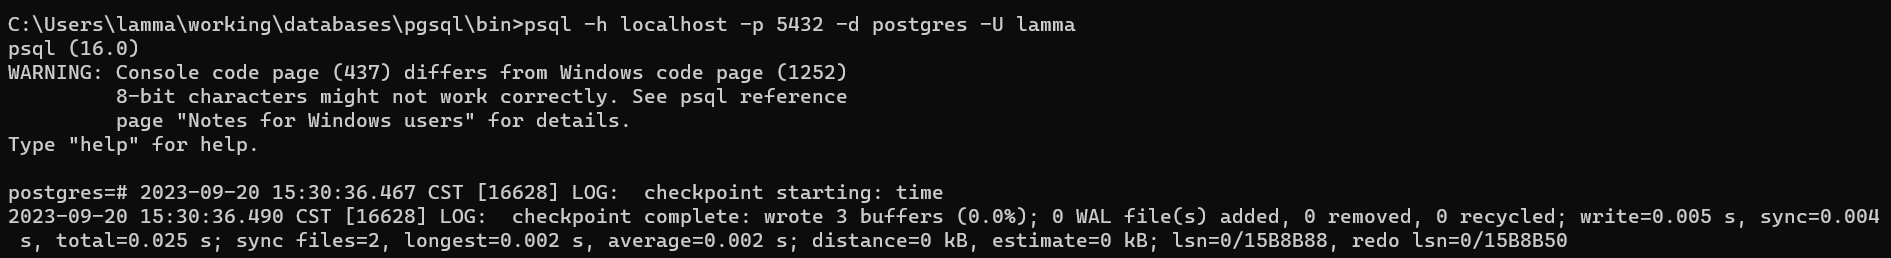 C:\Users\lamma\working\databases\pgsql\bin>psql -h localhost -p 5432 -d postgres -U lamma
psql (16.0)
WARNING: Console code page (437) differs from Windows code page (1252)
         8-bit characters might not work correctly. See psql reference
         page "Notes for Windows users" for details.
Type "help" for help.

postgres=# 2023-09-20 15:30:36.467 CST [16628] LOG:  checkpoint starting: time
2023-09-20 15:30:36.490 CST [16628] LOG:  checkpoint complete: wrote 3 buffers (0.0%); 0 WAL file(s) added, 0 removed, 0 recycled; write=0.005 s, sync=0.004
 s, total=0.025 s; sync files=2, longest=0.002 s, average=0.002 s; distance=0 kB, estimate=0 kB; lsn=0/15B8B88, redo lsn=0/15B8B50